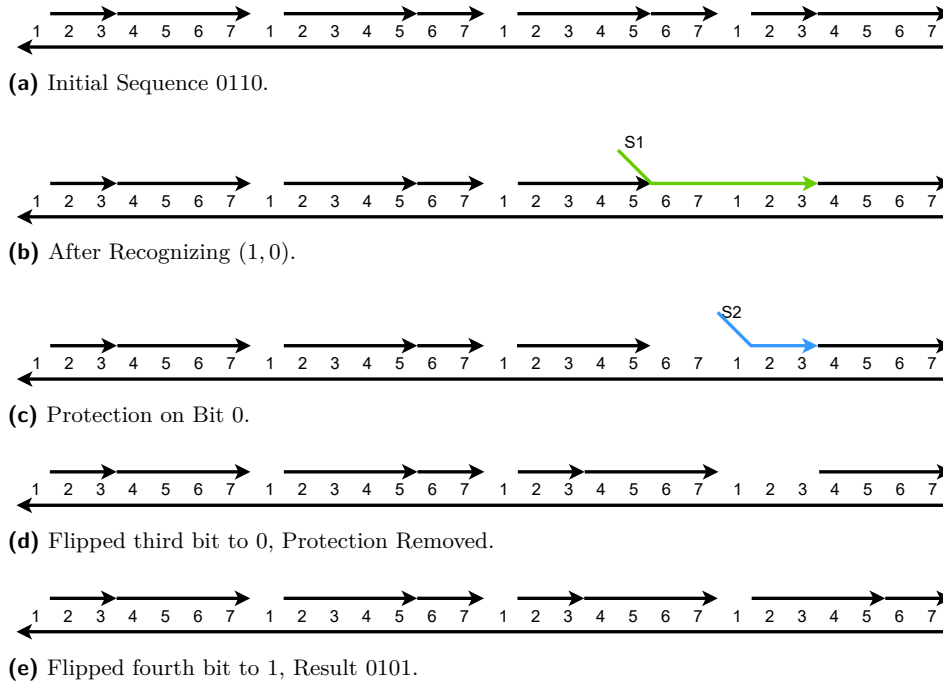 1 2 3 4 5 6 7 1 2 3 4 5 6 7 1 2 3 4 5 6 7 1 2 3 4 5 6 7
(a) Initial Sequence 0110.
S1
1 2 3 4 5 6 7 1 2 3 4 5 6 7 1 2 3 4 5 6 7 1 2 3 4 5 6 7
(b) After Recognizing (1, 0).
S2
1 2 3 4 5 6 7 1 2 3 4 5 6 7 1 2 3 4 5 6 7 1 2 3 4 5 6 7
(c) Protection on Bit 0.
1 2 3 4 5 6 7 1 2 3 4 5 6 7 1 2 3 4 5 6 7 1 2 3 4 5 6 7
(d) Flipped third bit to 0, Protection Removed.
1 2 3 4 5 6 7 1 2 3 4 5 6 7 1 2 3 4 5 6 7 1 2 3 4 5 6 7
(e) Flipped fourth bit to 1, Result 0101.